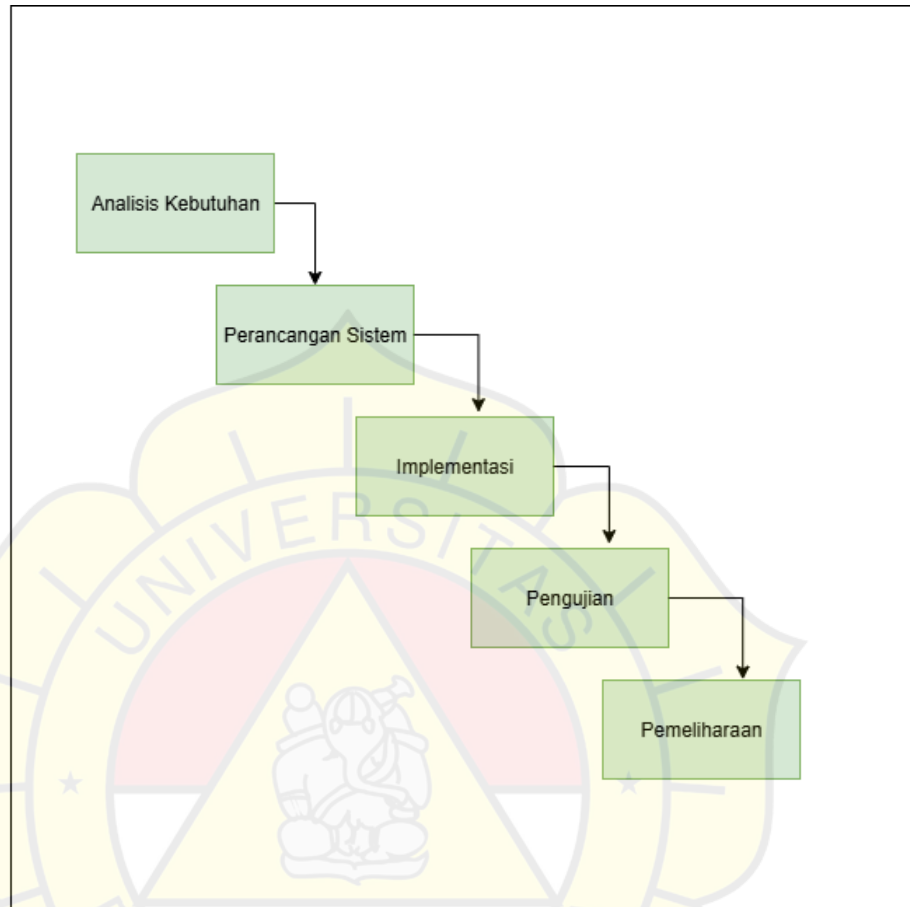 Analisis Kebutuhan
Perancangan Sistem
Implementasi
UNIVERSITAS
Pengujian
Pemeliharaan